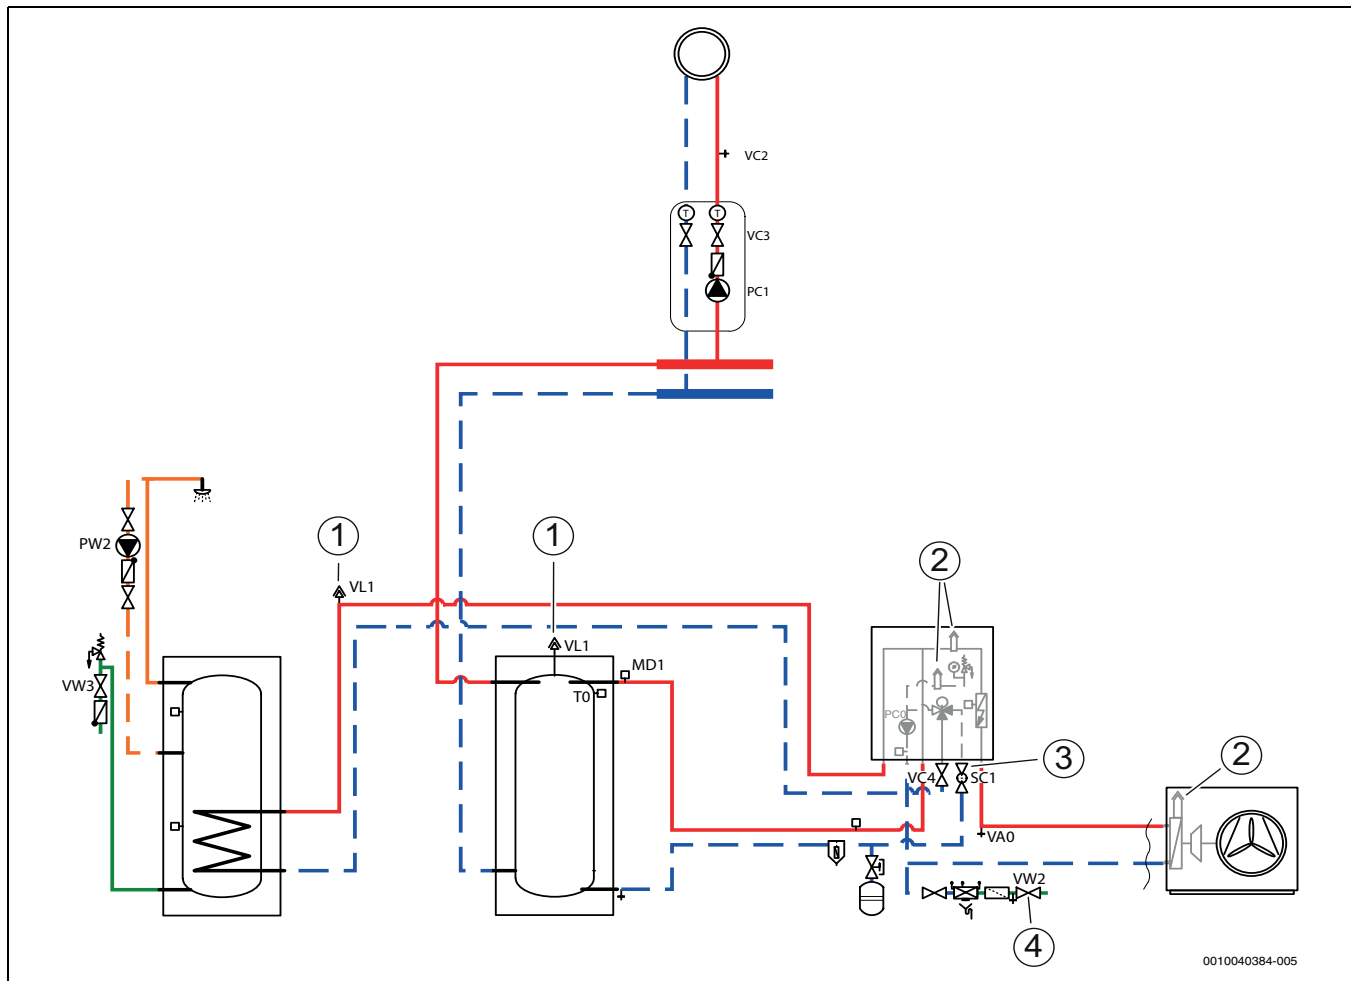 VC2
T T
VC3
PC1
PW2
1
1
2
VL1
VL1
MD1
T0
VW3
PC0
3
2
VC4
SC1
VA0
VW2
4
0010040384-005